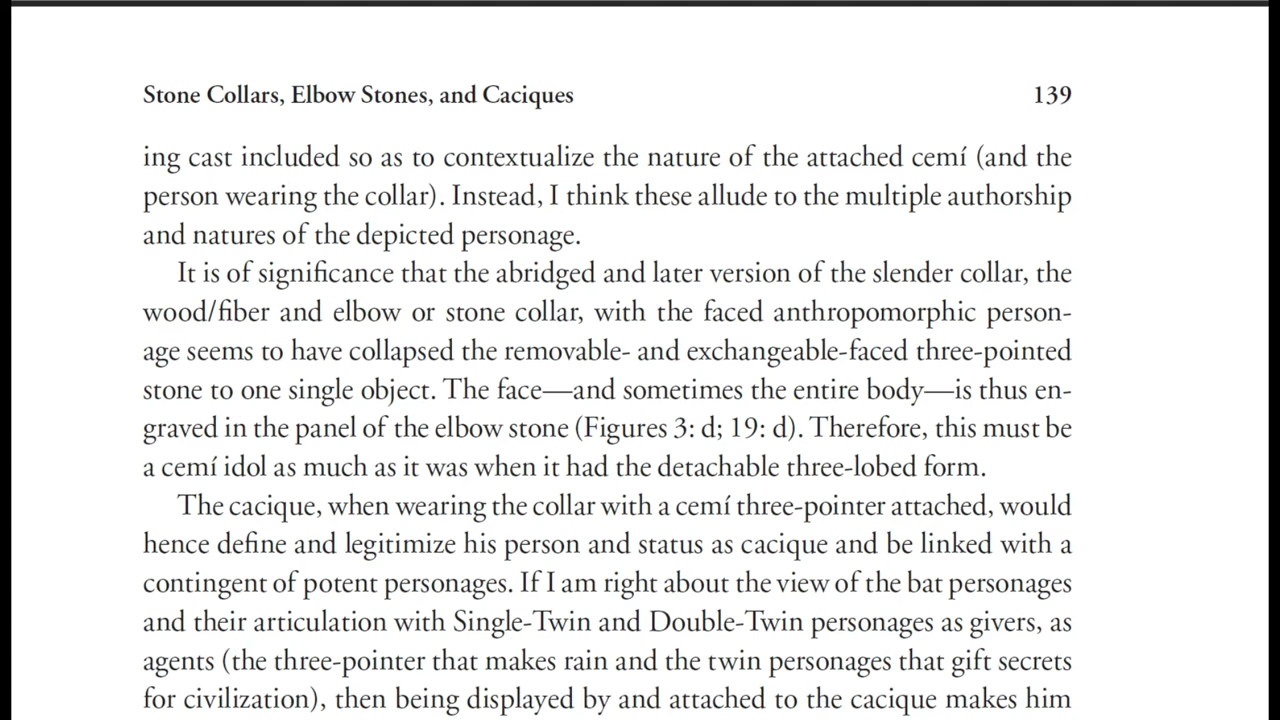 Stone Collars, Elbow Stones, and Caciques 139
ing cast included so as to contextualize the nature of the attached cemí (and the
person wearing the collar). Instead, I think these allude to the multiple authorship
and natures of the depicted personage.
It is of significance that the abridged and later version of the slender collar, the
wood/fiber and elbow or stone collar, with the faced anthropomorphic person-
age seems to have collapsed the removable- and exchangeable-faced three-pointed
stone to one single object. The face—and sometimes the entire body—is thus en-
graved in the panel of the elbow stone (Figures 3: d; 19: d). Therefore, this must be
a cemí idol as much as it was when it had the detachable three-lobed form.
The cacique, when wearing the collar with a cemí three-pointer attached, would
hence define and legitimize his person and status as cacique and be linked with a
contingent of potent personages. If I am right about the view of the bat personages
and their articulation with Single-Twin and Double-Twin personages as givers, as
agents (the three-pointer that makes rain and the twin personages that gift secrets
for civilization), then being displayed by and attached to the cacique makes him